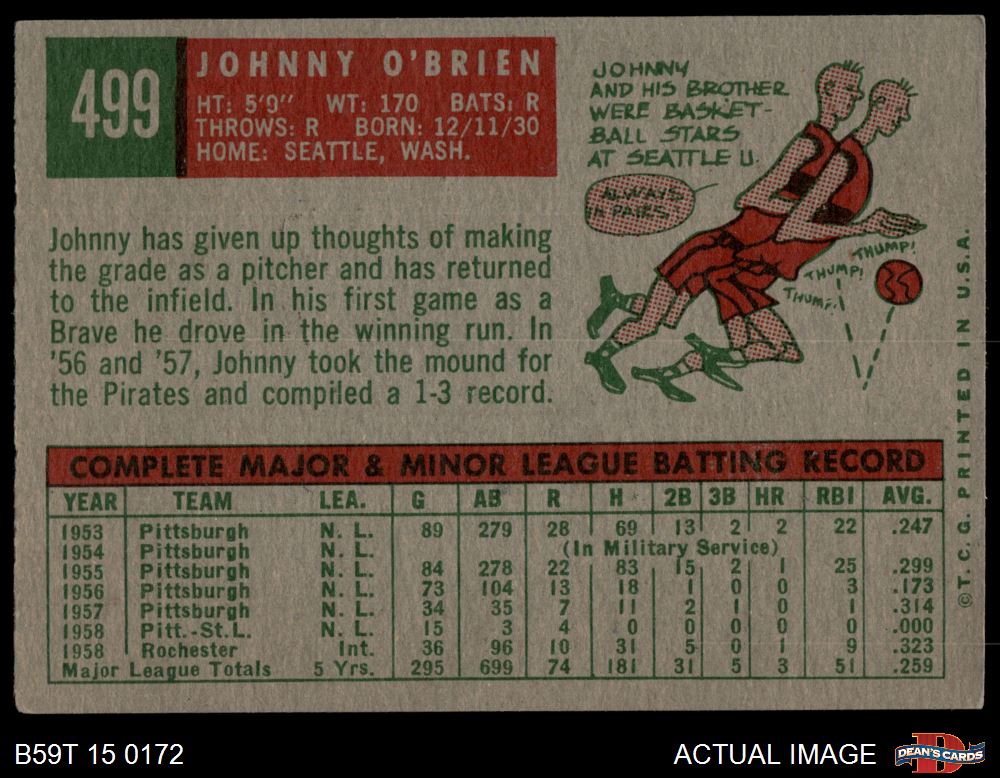 499
JOHNNY O'BRIEN
HT: 5'9" WT: 170 BATS: R
THROWS: R BORN: 12/11/30
HOME: SEATTLE, WASH.
JOHNNY
AND HIS BROTHER
WERE BASKET-
BALL STARS
AT SEATTLE U.
ALWAYS
IN PAIRS
THUMP!
THUMP!
THUMP!
Johnny has given up thoughts of making
the grade as a pitcher and has returned
to the infield. In his first game as a
Brave he drove in the winning run. In
'56 and '57, Johnny took the mound for
the Pirates and compiled a 1-3 record.
COMPLETE MAJOR & MINOR LEAGUE BATTING RECORD
YEAR TEAM LEA. G AB R H 2B 3B HR RBI AVG.
1953 Pittsburgh N. L. 89 279 28 69 13 2 2 22 .247
1954 Pittsburgh N. L. (In Military Service)
1955 Pittsburgh N. L. 84 278 22 83 15 2 1 25 .299
1956 Pittsburgh N. L. 73 104 13 18 1 0 0 3 .173
1957 Pittsburgh N. L. 34 35 7 11 2 1 0 1 .314
1958 Pitt.-St.L. N. L. 15 3 4 0 0 0 0 0 .000
1958 Rochester Int. 36 96 10 31 5 0 1 9 .323
Major League Totals 5 Yrs. 295 699 74 181 31 5 3 51 .259
© T.C.G. PRINTED IN U.S.A.
B59T 15 0172
ACTUAL IMAGE
D
DEAN'S CARDS